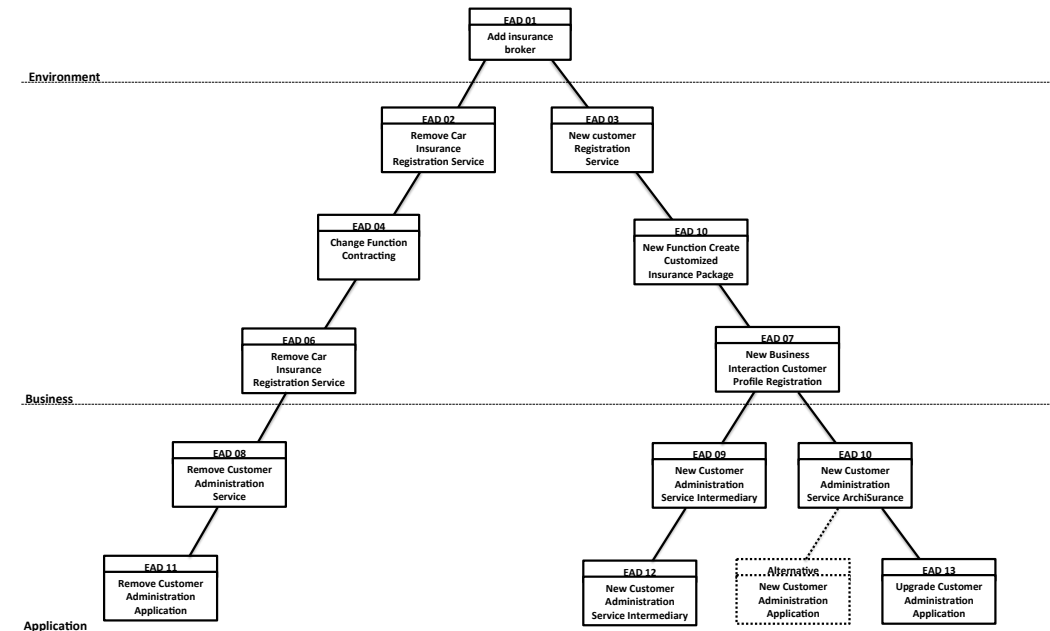 EAD 01
Add insurance
broker
Environment
EAD 02
Remove Car
Insurance
Registration Service
EAD 03
New customer
Registration
Service
EAD 04
Change Function
Contracting
EAD 10
New Function Create
Customized
Insurance Package
EAD 06
Remove Car
Insurance
Registration Service
EAD 07
New Business
Interaction Customer
Profile Registration
Business
EAD 08
Remove Customer
Administration
Service
EAD 09
New Customer
Administration
Service Intermediary
EAD 10
New Customer
Administration
Service ArchiSurance
EAD 11
Remove Customer
Administration
Application
EAD 12
New Customer
Administration
Service Intermediary
Alternative
New Customer
Administration
Application
EAD 13
Upgrade Customer
Administration
Application
Application